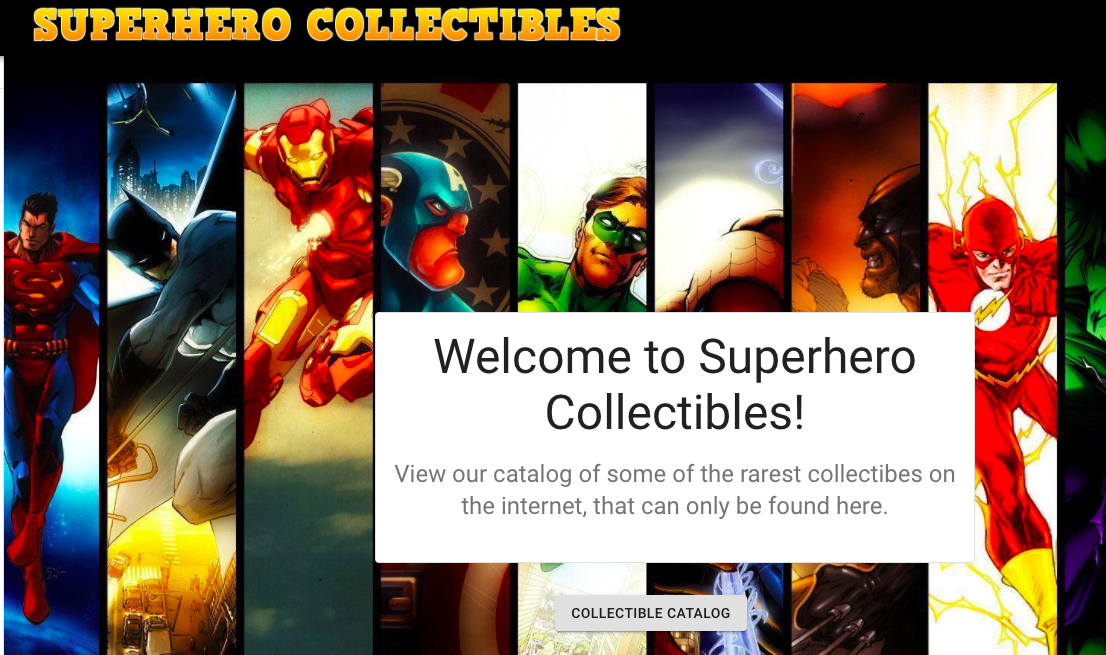 SUPERHERO COLLECTIBLES
Welcome to Superhero
Collectibles!
View our catalog of some of the rarest collectibes on
the internet, that can only be found here.
COLLECTIBLE CATALOG